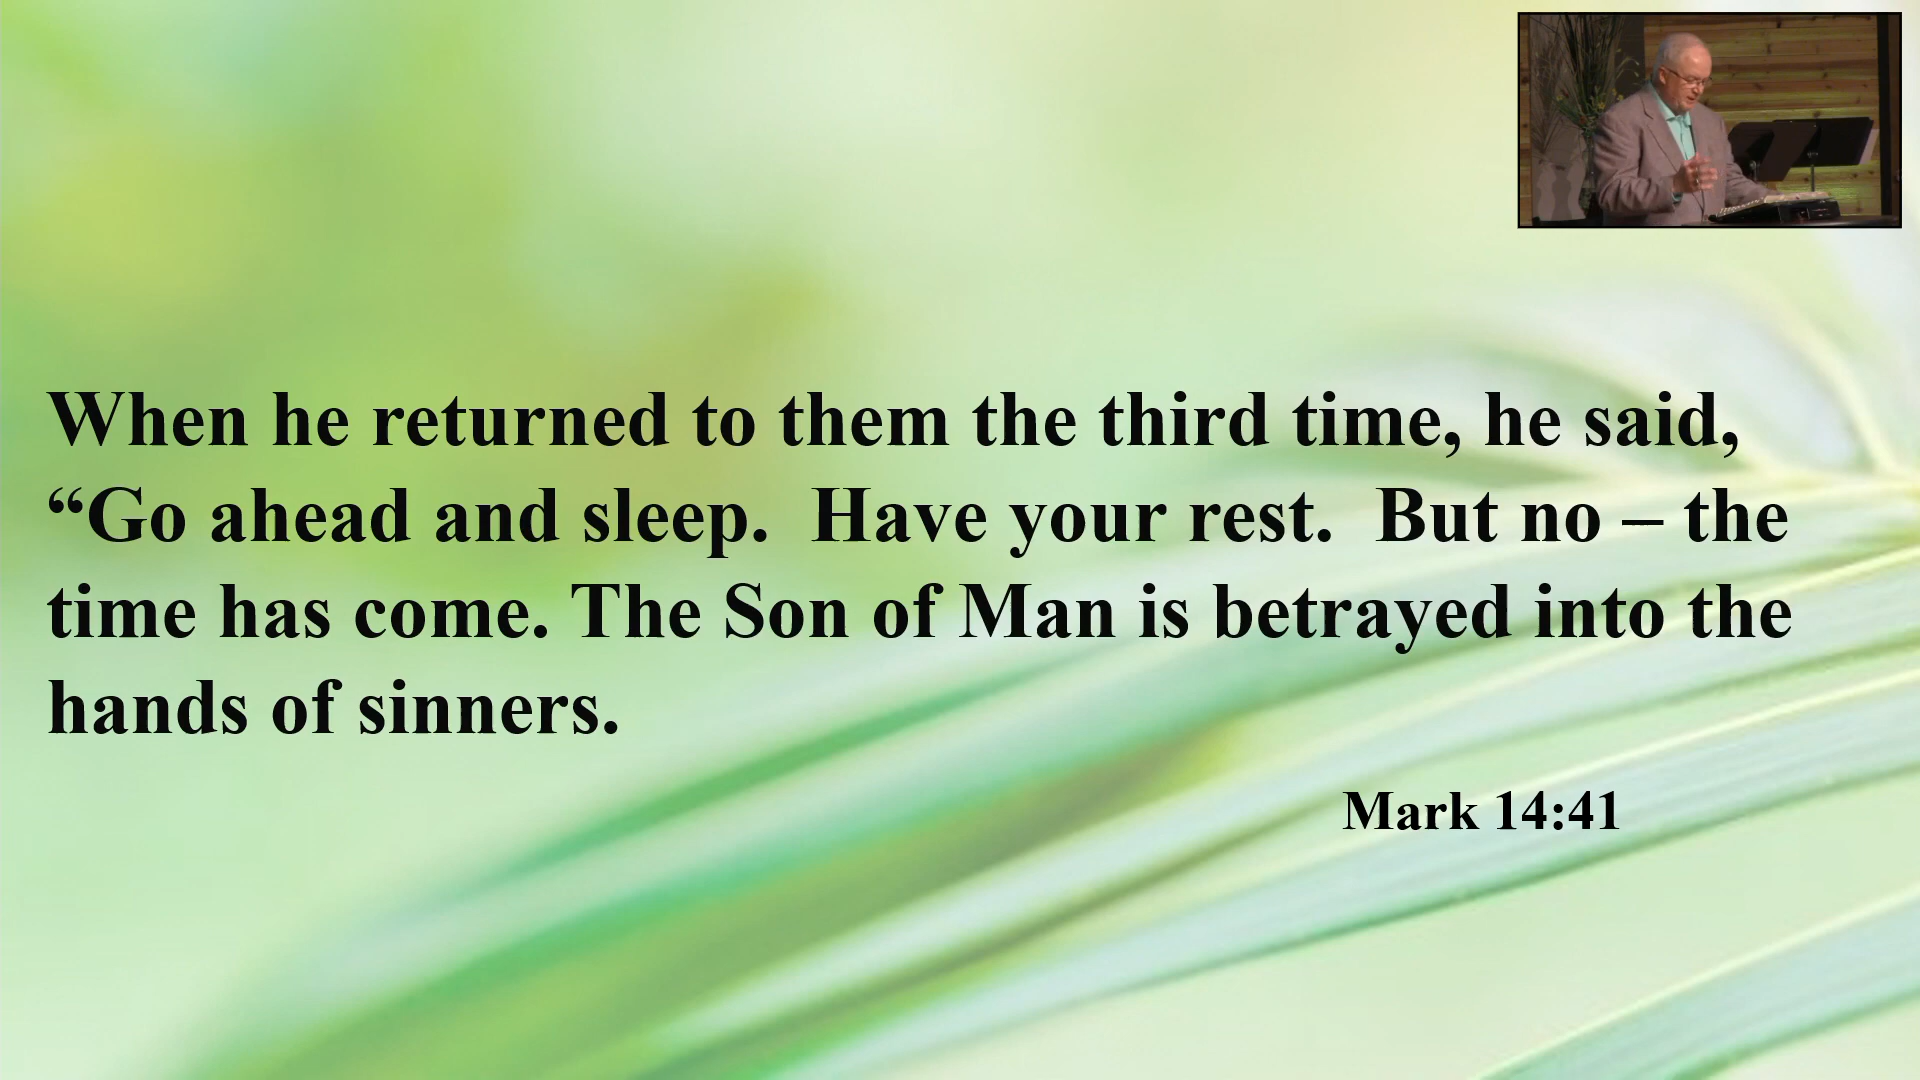 When he returned to them the third time, he said,
“Go ahead and sleep.  Have your rest.  But no – the
time has come. The Son of Man is betrayed into the
hands of sinners.
Mark 14:41